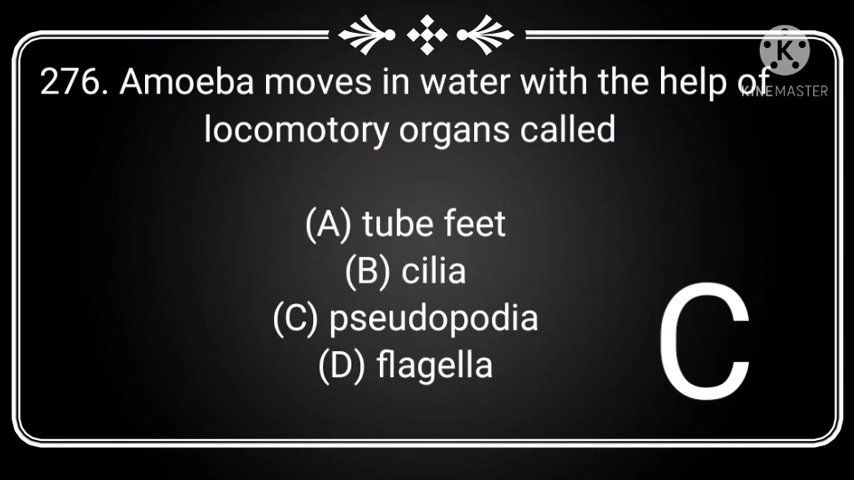 276. Amoeba moves in water with the help of
locomotory organs called
(A) tube feet
(B) cilia
(C) pseudopodia
(D) flagella
C
K
KINEMASTER